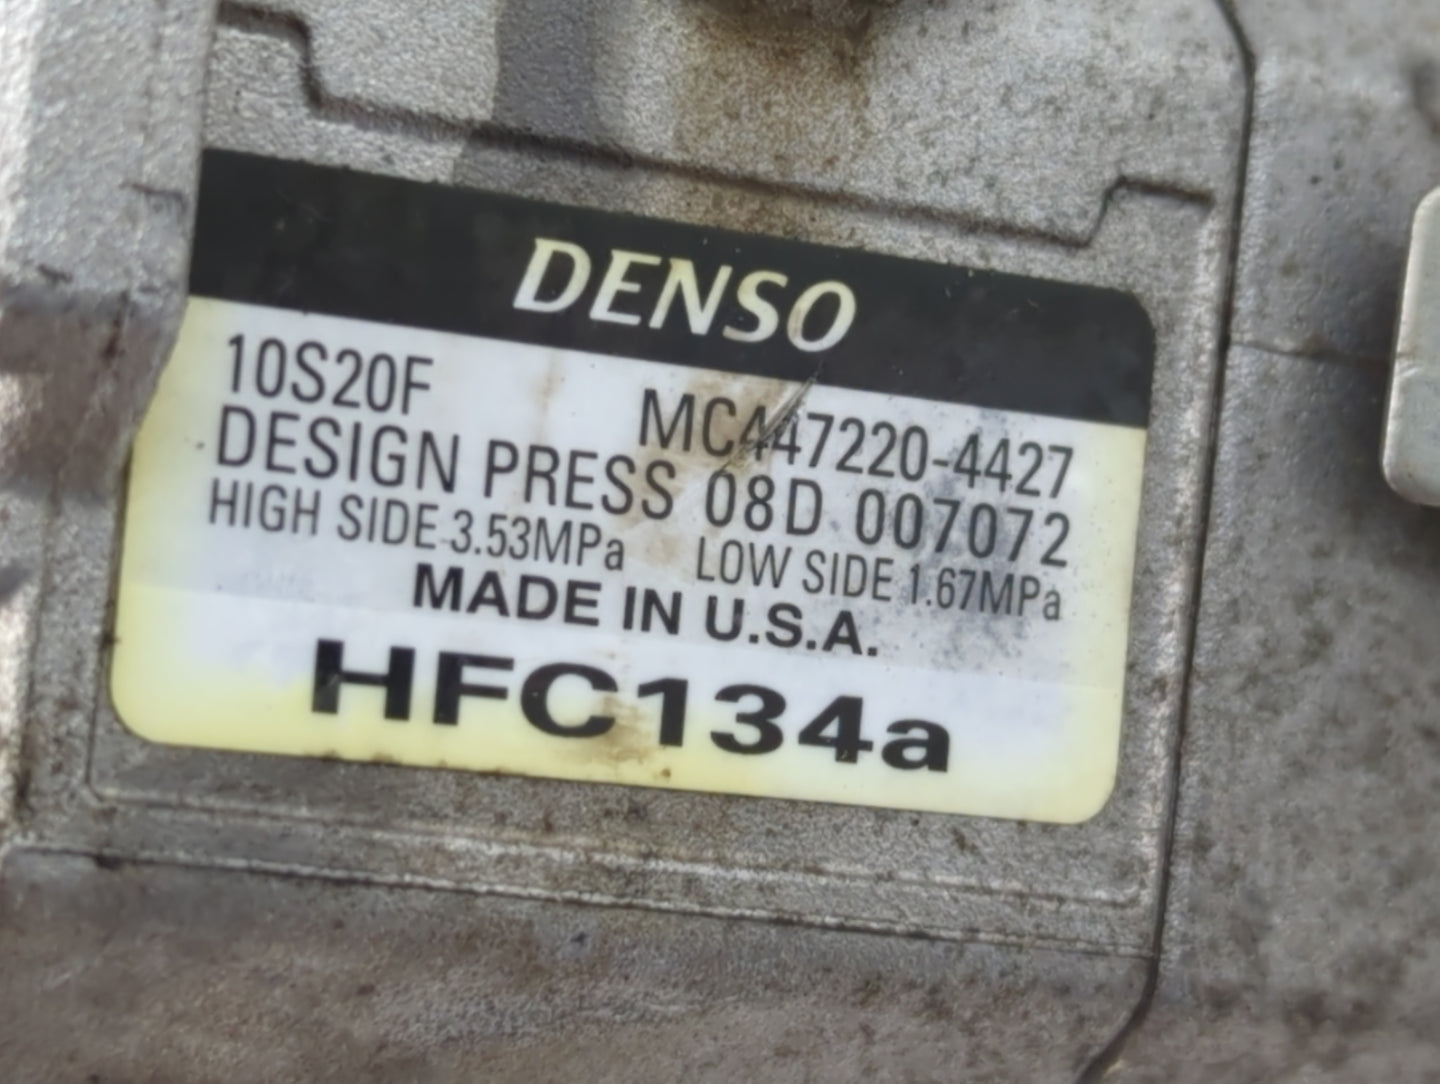 DENSO
10S20F MC447220-4427
DESIGN PRESS 08D 007072
HIGH SIDE 3.53MPa LOW SIDE 1.67MPa
MADE IN U.S.A.
HFC134a